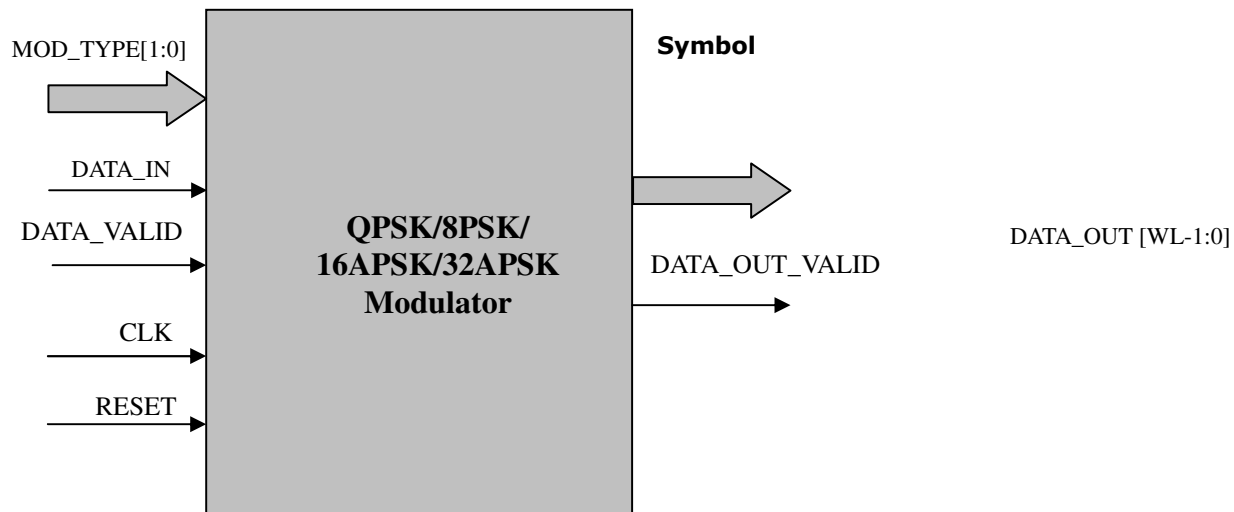 Symbol
MOD_TYPE[1:0]
DATA_IN
DATA_VALID
CLK
RESET
QPSK/8PSK/
16APSK/32APSK
Modulator
DATA_OUT [WL-1:0]
DATA_OUT_VALID